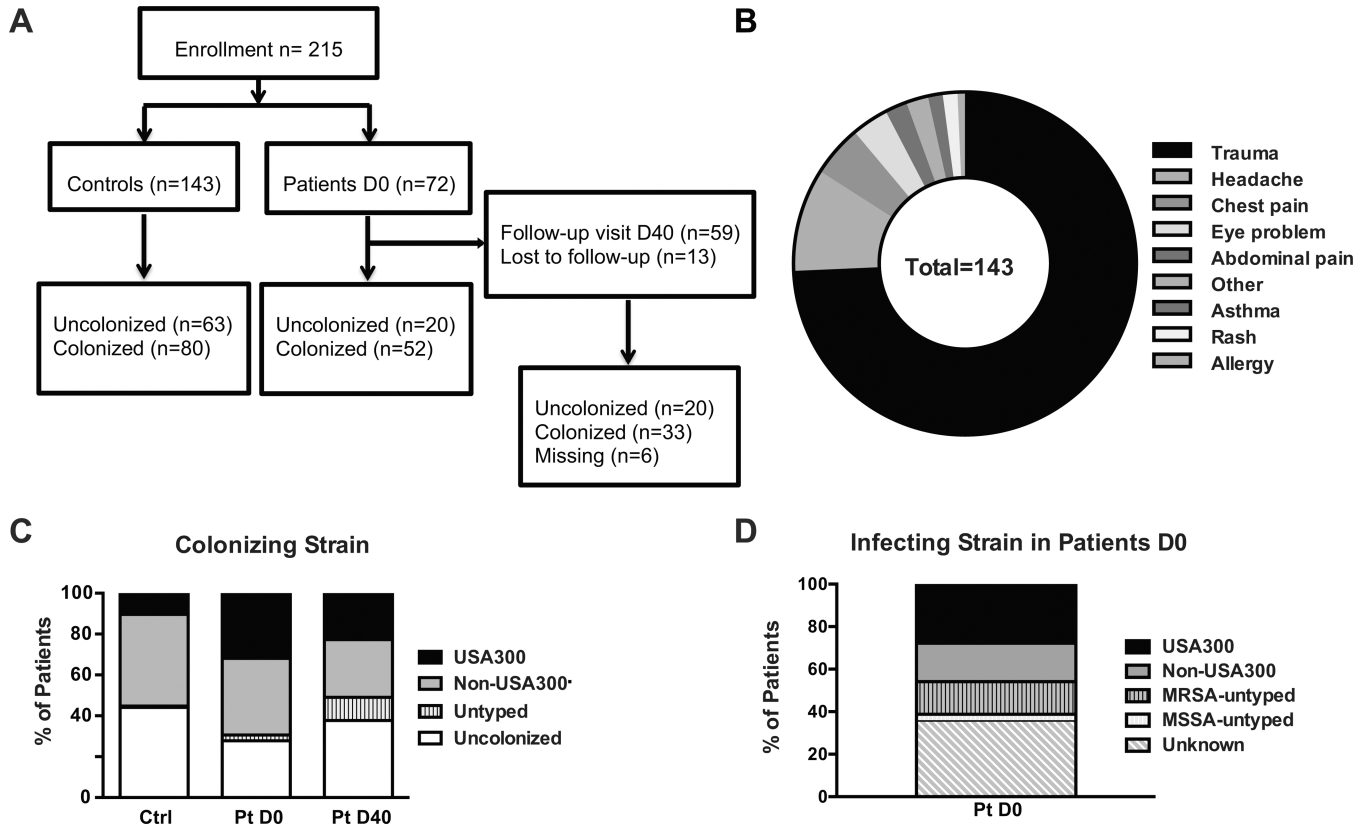 A
Enrollment n= 215
Controls (n=143)
Patients D0 (n=72)
Follow-up visit D40 (n=59)
Lost to follow-up (n=13)
Uncolonized (n=63)
Colonized (n=80)
Uncolonized (n=20)
Colonized (n=52)
Uncolonized (n=20)
Colonized (n=33)
Missing (n=6)
B
Total=143
Trauma
Headache
Chest pain
Eye problem
Abdominal pain
Other
Asthma
Rash
Allergy
C
Colonizing Strain
% of Patients
100
80
60
40
0
Ctrl
Pt D0
Pt D40
USA300
Non-USA300
Untyped
Uncolonized
D
Infecting Strain in Patients D0
% of Patients
100
80
60
40
20
0
Pt D0
USA300
Non-USA300
MRSA-untyped
MSSA-untyped
Unknown